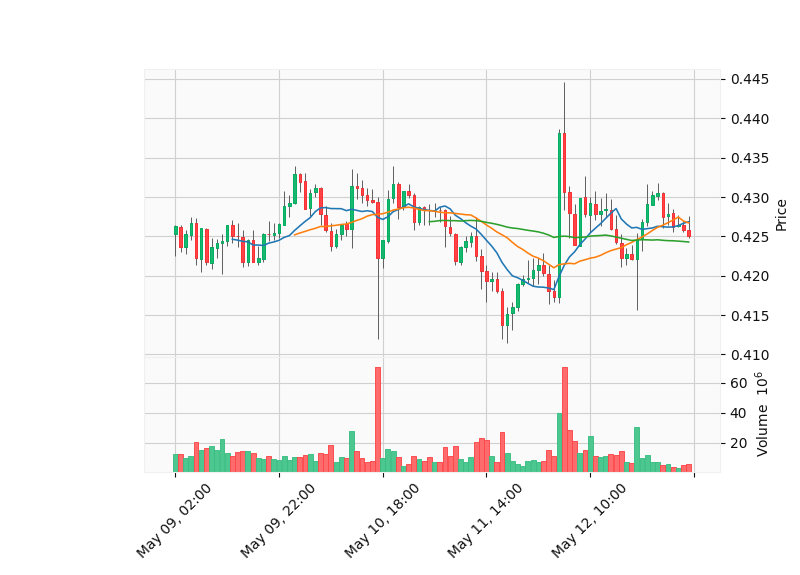 0.445
0.440
0.435
0.430
0.425
0.420
0.415
0.410
Price
60
40
20
Volume 10^6
May 09, 02:00
May 09, 22:00
May 10, 18:00
May 11, 14:00
May 12, 10:00